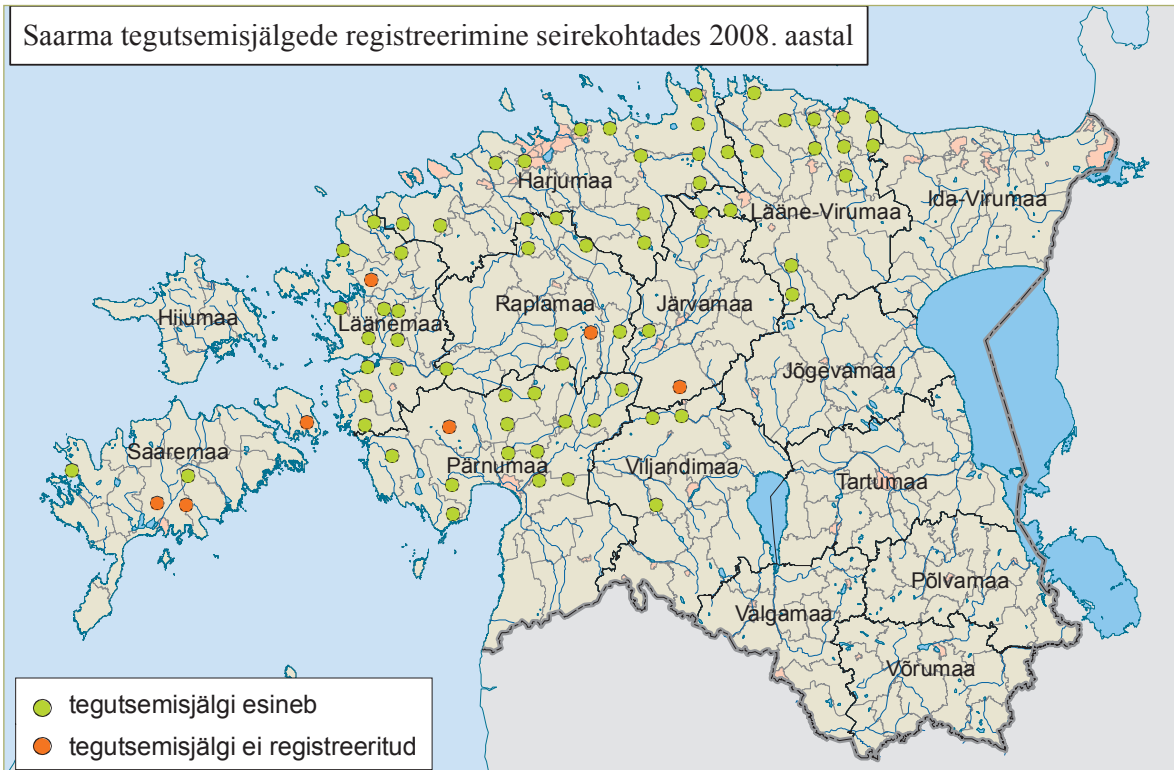 Saarma tegutsemisjälgede registreerimine seirekohtades 2008. aastal
Harjumaa
Lääne-Virumaa
Ida-Virumaa
Hiiumaa
Läänemaa
Raplamaa
Järvamaa
Jõgevamaa
Saaremaa
Pärnumaa
Viljandimaa
Tartumaa
Põlvamaa
Valgamaa
Võrumaa
tegutsemisjälgi esineb
tegutsemisjälgi ei registreeritud